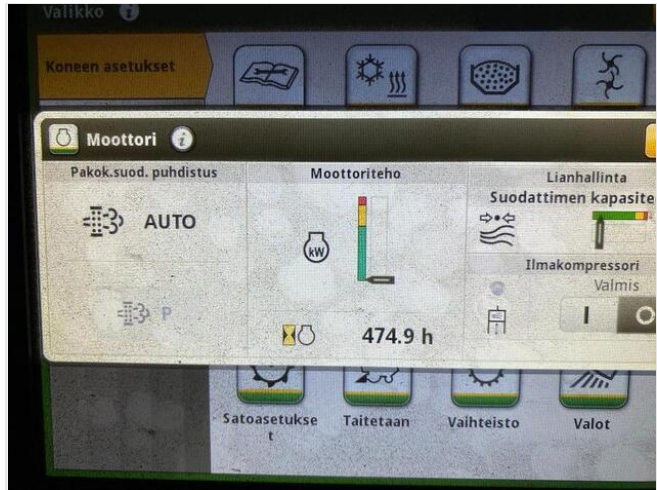 Valikko
Koneen asetukset
Moottori
Pakok.suod. puhdistus
AUTO
P
Moottoriteho
kW
474.9 h
Lianhallinta
Suodattimen kapasite
Ilmakompressori
Valmis
I O
Satoasetukse
t
Taitetaan
Vaihteisto
Valot